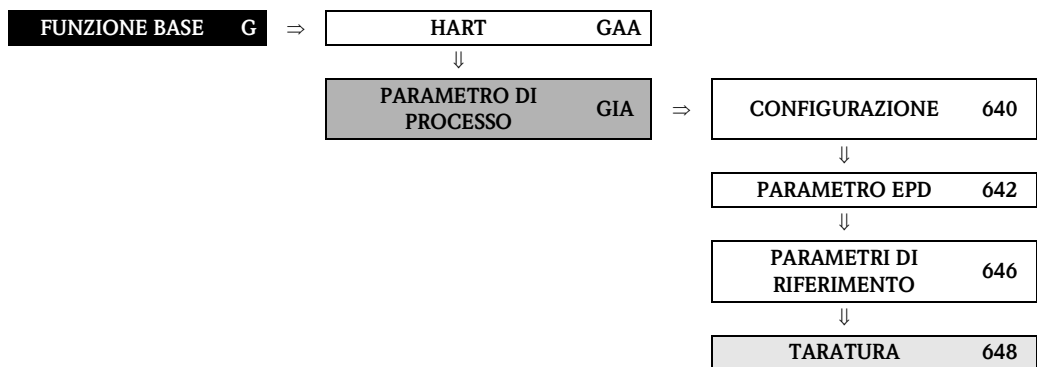 FUNZIONE BASE G ⇒ HART GAA
⇓
PARAMETRO DI
PROCESSO GIA ⇒ CONFIGURAZIONE 640
⇓
PARAMETRO EPD 642
⇓
PARAMETRI DI
RIFERIMENTO 646
⇓
TARATURA 648